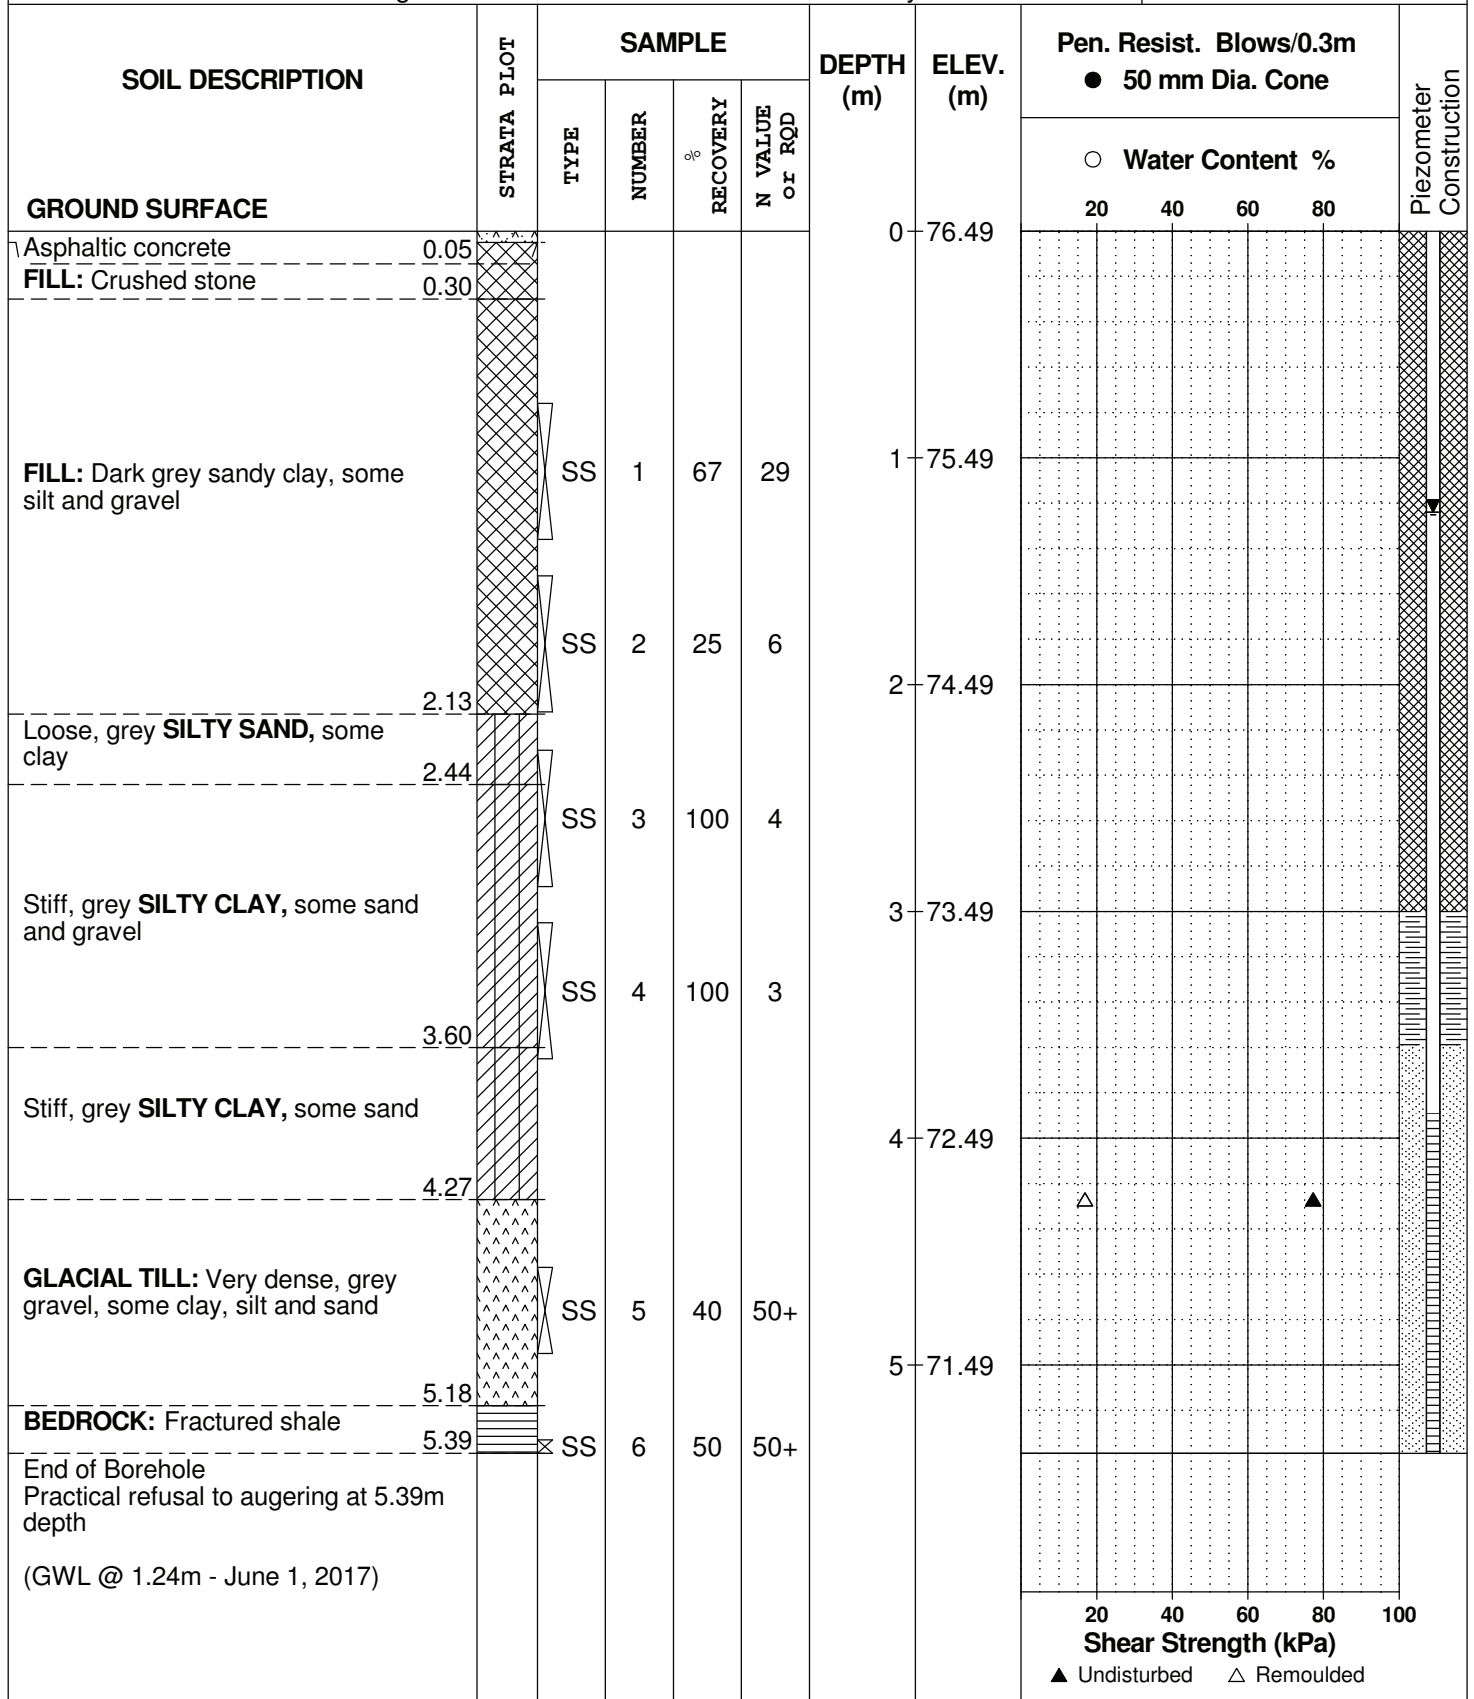 SOIL DESCRIPTION
GROUND SURFACE
STRATA PLOT
SAMPLE
TYPE
NUMBER
% RECOVERY
N VALUE or RQD
DEPTH (m)
ELEV. (m)
Pen. Resist. Blows/0.3m
● 50 mm Dia. Cone
○ Water Content %
20 40 60 80
Piezometer Construction
0 76.49
Asphaltic concrete 0.05
FILL: Crushed stone 0.30
FILL: Dark grey sandy clay, some
silt and gravel
SS 1 67 29
1 75.49
SS 2 25 6
2 74.49
2.13
Loose, grey SILTY SAND, some
clay
2.44
SS 3 100 4
Stiff, grey SILTY CLAY, some sand
and gravel
3 73.49
SS 4 100 3
3.60
Stiff, grey SILTY CLAY, some sand
4 72.49
4.27
GLACIAL TILL: Very dense, grey
gravel, some clay, silt and sand
SS 5 40 50+
5 71.49
5.18
BEDROCK: Fractured shale
5.39
SS 6 50 50+
End of Borehole
Practical refusal to augering at 5.39m
depth
(GWL @ 1.24m - June 1, 2017)
20 40 60 80 100
Shear Strength (kPa)
▲ Undisturbed △ Remoulded